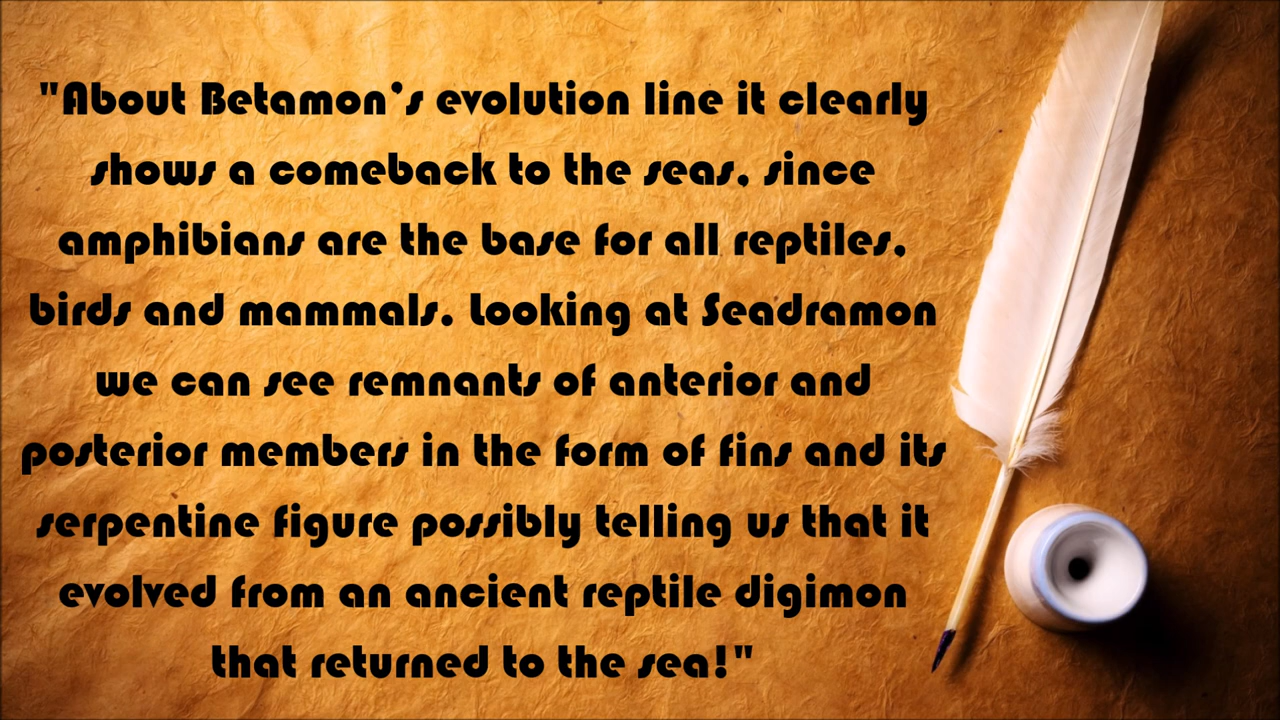 "About Betamon's evolution line it clearly
shows a comeback to the seas, since
amphibians are the base for all reptiles,
birds and mammals. Looking at Seadramon
we can see remnants of anterior and
posterior members in the form of fins and its
serpentine figure possibly telling us that it
evolved from an ancient reptile digimon
that returned to the sea!"